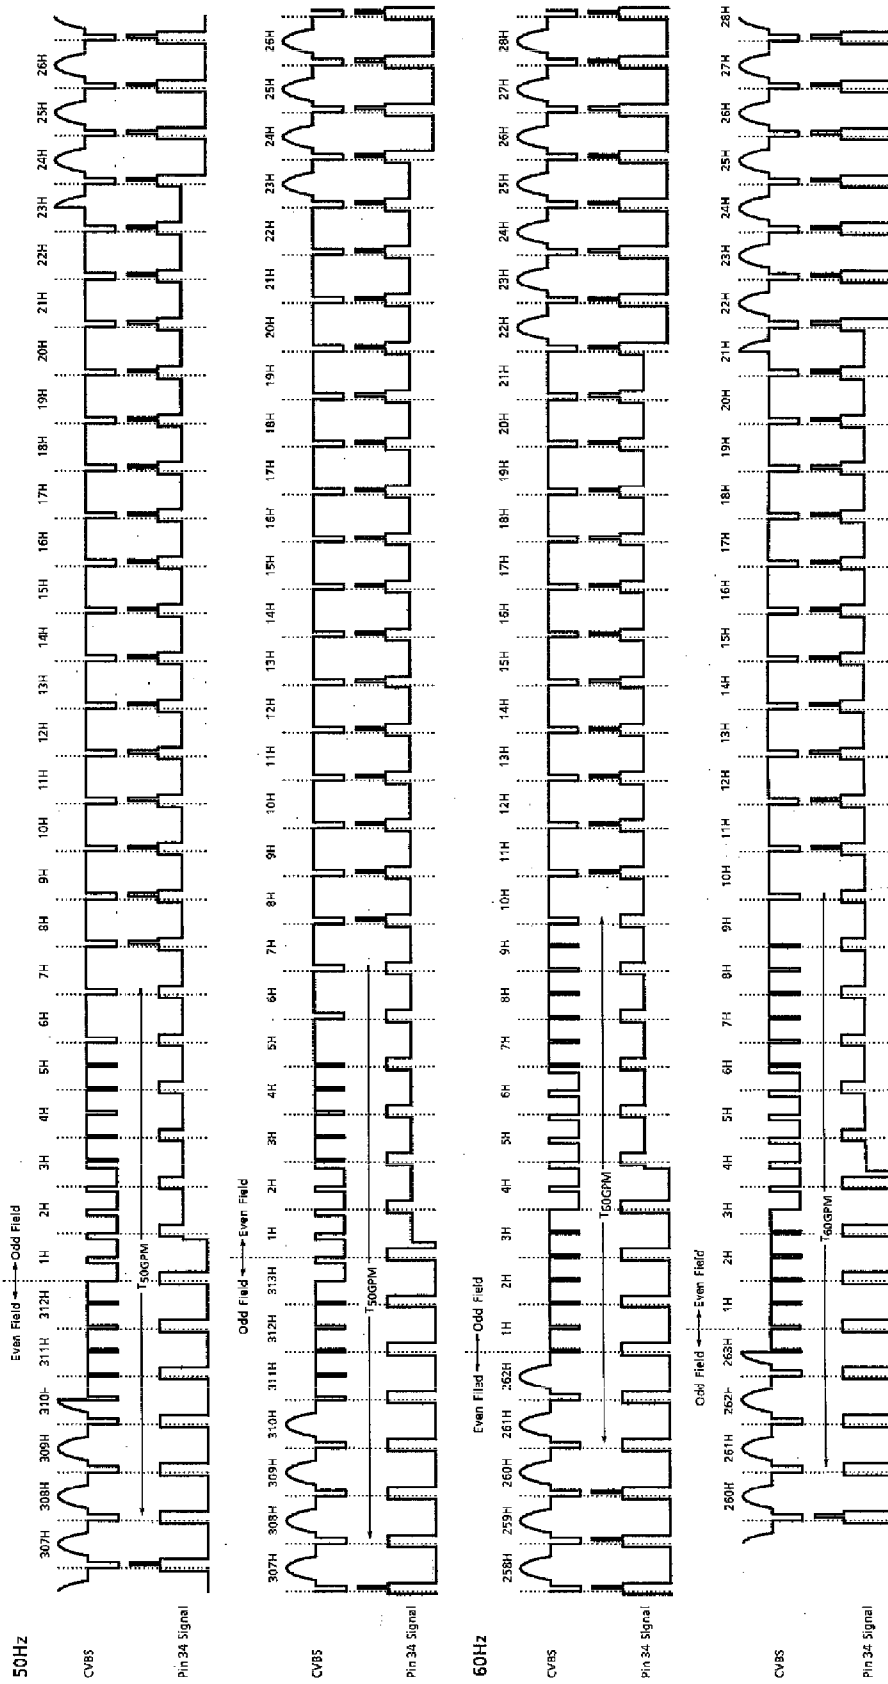 50Hz
Even Field ←→ Odd Field
307H 308H 309H 310H 311H 312H 1H 2H 3H 4H 5H 6H 7H 8H 9H 10H 11H 12H 13H 14H 15H 16H 17H 18H 19H 20H 21H 22H 23H 24H 25H 26H
CVBS
T50GPM
Pin 34 Signal
Odd Field ←→ Even Field
307H 308H 309H 310H 311H 312H 313H 1H 2H 3H 4H 5H 6H 7H 8H 9H 10H 11H 12H 13H 14H 15H 16H 17H 18H 19H 20H 21H 22H 23H 24H 25H 26H
CVBS
T50GPM
Pin 34 Signal
60Hz
Even Filed ←→ Odd Field
258H 259H 260H 261H 262H 1H 2H 3H 4H 5H 6H 7H 8H 9H 10H 11H 12H 13H 14H 15H 16H 17H 18H 19H 20H 21H 22H 23H 24H 25H 26H 27H 28H
CVBS
T60GPM
Pin 34 Signal
Odd Field ←→ Even Field
260H 261H 262H 263H 1H 2H 3H 4H 5H 6H 7H 8H 9H 10H 11H 12H 13H 14H 15H 16H 17H 18H 19H 20H 21H 22H 23H 24H 25H 26H 27H 28H
CVBS
T60GPM
Pin 34 Signal